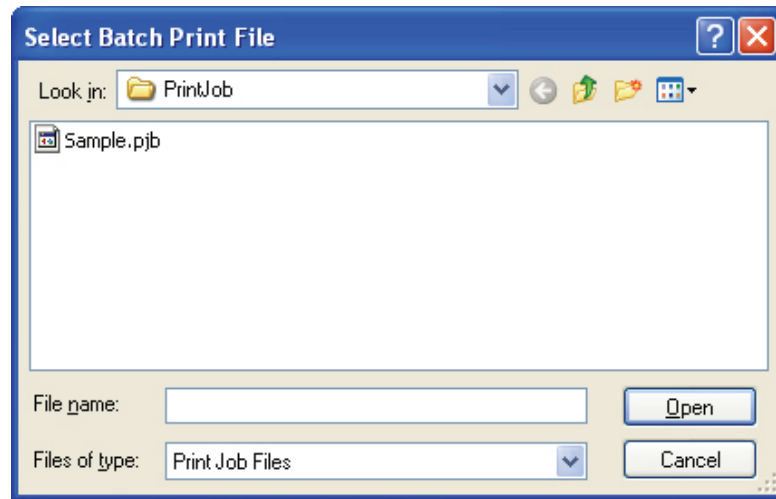 Select Batch Print File
Look in: PrintJob
Sample.pjb
File name:
Open
Files of type: Print Job Files
Cancel